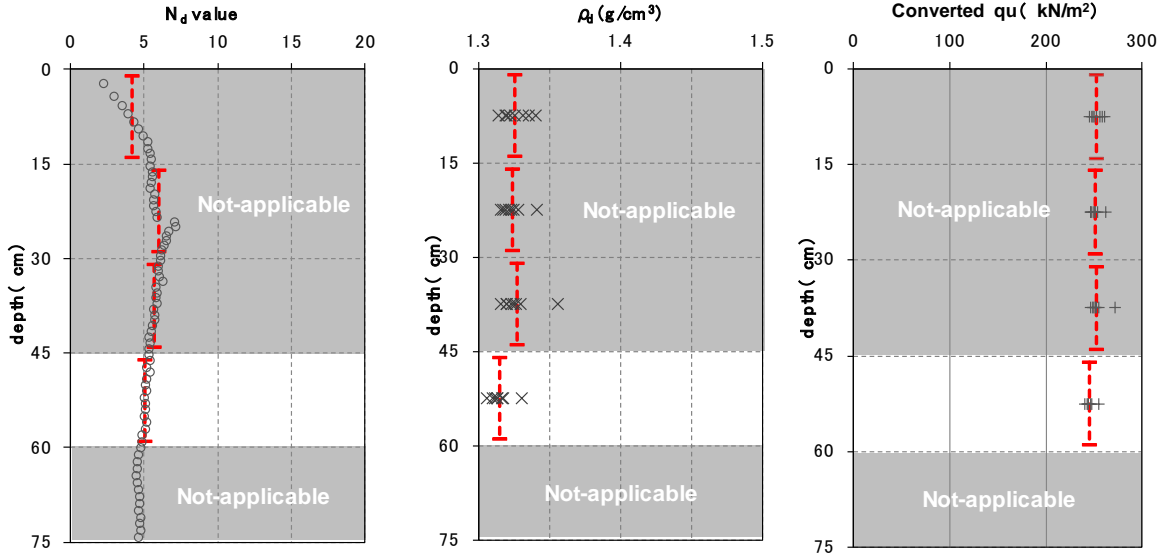 N_d value
0 5 10 15 20
0
15
30
45
60
75
depth( cm)
Not-applicable
Not-applicable
ρ_d (g/cm³)
1.3 1.4 1.5
0
15
30
45
60
75
depth( cm)
Not-applicable
Not-applicable
Converted qu( kN/m²)
0 100 200 300
0
15
30
45
60
75
depth( cm)
Not-applicable
Not-applicable